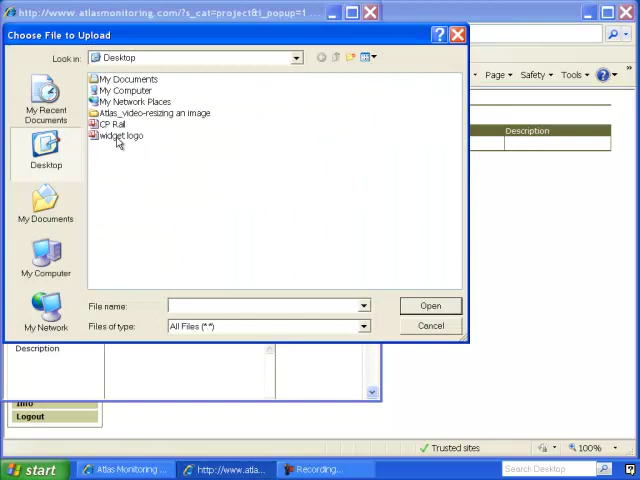 http://www.atlasmonitoring.com/?s_cat=project&i_popup=1 ...
Choose File to Upload
Look in:
Desktop
My Documents
My Computer
My Network Places
Atlas_video-resizing an image
CP Rail
widget logo
My Recent
Documents
Desktop
My Documents
My Computer
My Network
File name:
Open
Files of type:
All Files (*.*)
Cancel
Page
Safety
Tools
»
Description
Description
Info
Logout
Trusted sites
100%
start
Atlas Monitoring ...
http://www.atla...
Recording...
Search Desktop